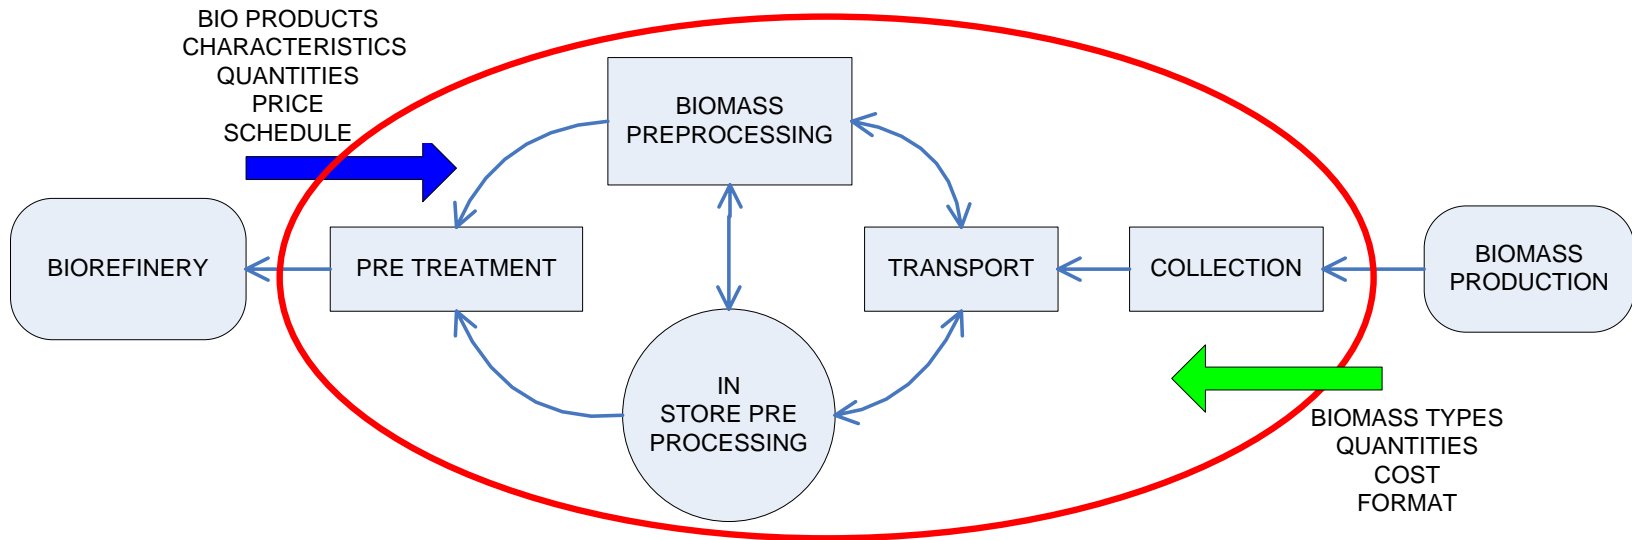 BIO PRODUCTS
CHARACTERISTICS
QUANTITIES
PRICE
SCHEDULE
BIOMASS
PREPROCESSING
BIOREFINERY
PRE TREATMENT
TRANSPORT
COLLECTION
BIOMASS
PRODUCTION
IN
STORE PRE
PROCESSING
BIOMASS TYPES
QUANTITIES
COST
FORMAT